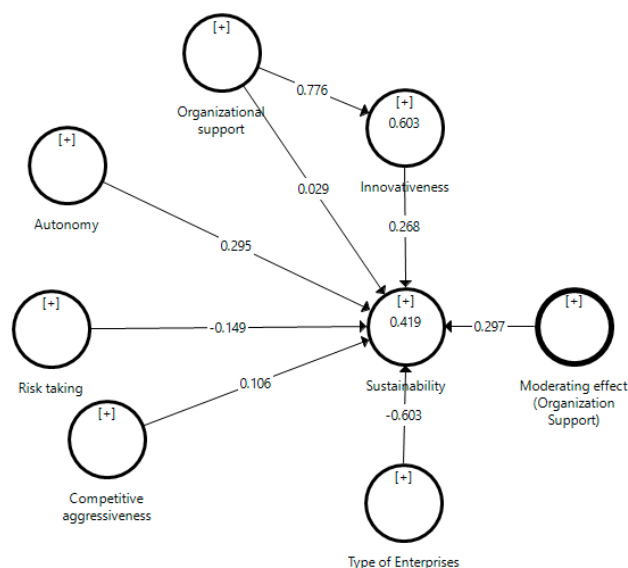 [+]
Organizational
support
0.776
[+]
0.603
Innovativeness
[+]
Autonomy
0.029
0.268
0.295
[+]
Risk taking
-0.149
[+]
0.419
Sustainability
0.297
[+]
Moderating effect
(Organization
Support)
0.106
[+]
Competitive
aggressiveness
-0.603
[+]
Type of Enterprises